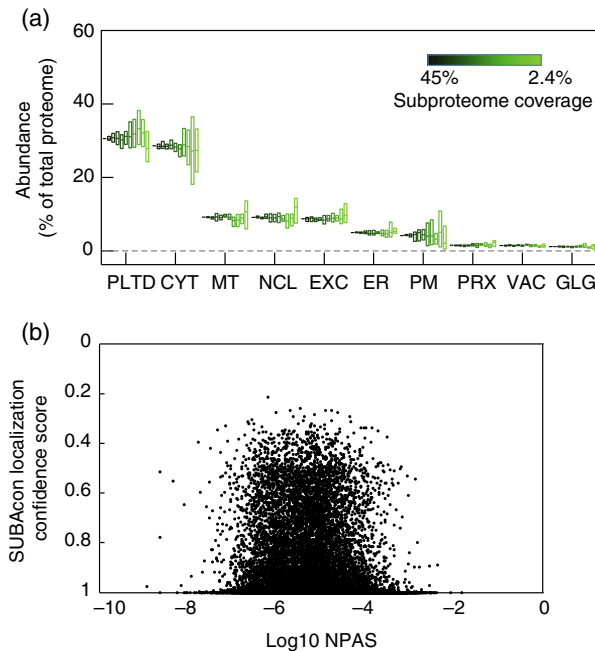 (a)
60
40
20
0
Abundance
(% of total proteome)
45% 2.4%
Subproteome coverage
PLTD CYT MT NCL EXC ER PM PRX VAC GLG
(b)
0
0.2
0.4
0.6
0.8
1
SUBAcon localization
confidence score
−10 −8 −6 −4 −2 0
Log10 NPAS